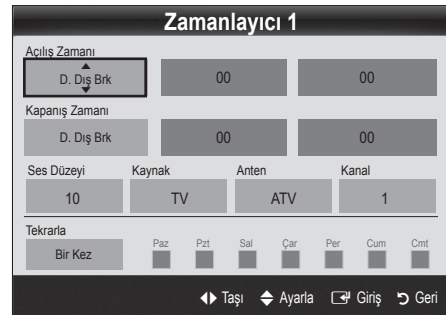 Zamanlayıcı 1
Açılış Zamanı
D. Dış Brk 00 00
Kapanış Zamanı
D. Dış Brk 00 00
Ses Düzeyi Kaynak Anten Kanal
10 TV ATV 1
Tekrarla
Bir Kez Paz Pzt Sal Çar Per Cum Cmt
Taşı Ayarla Giriş Geri